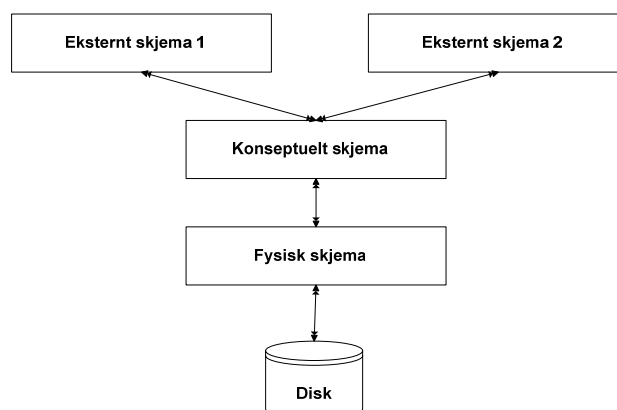 Eksternt skjema 1
Eksternt skjema 2
Konseptuelt skjema
Fysisk skjema
Disk